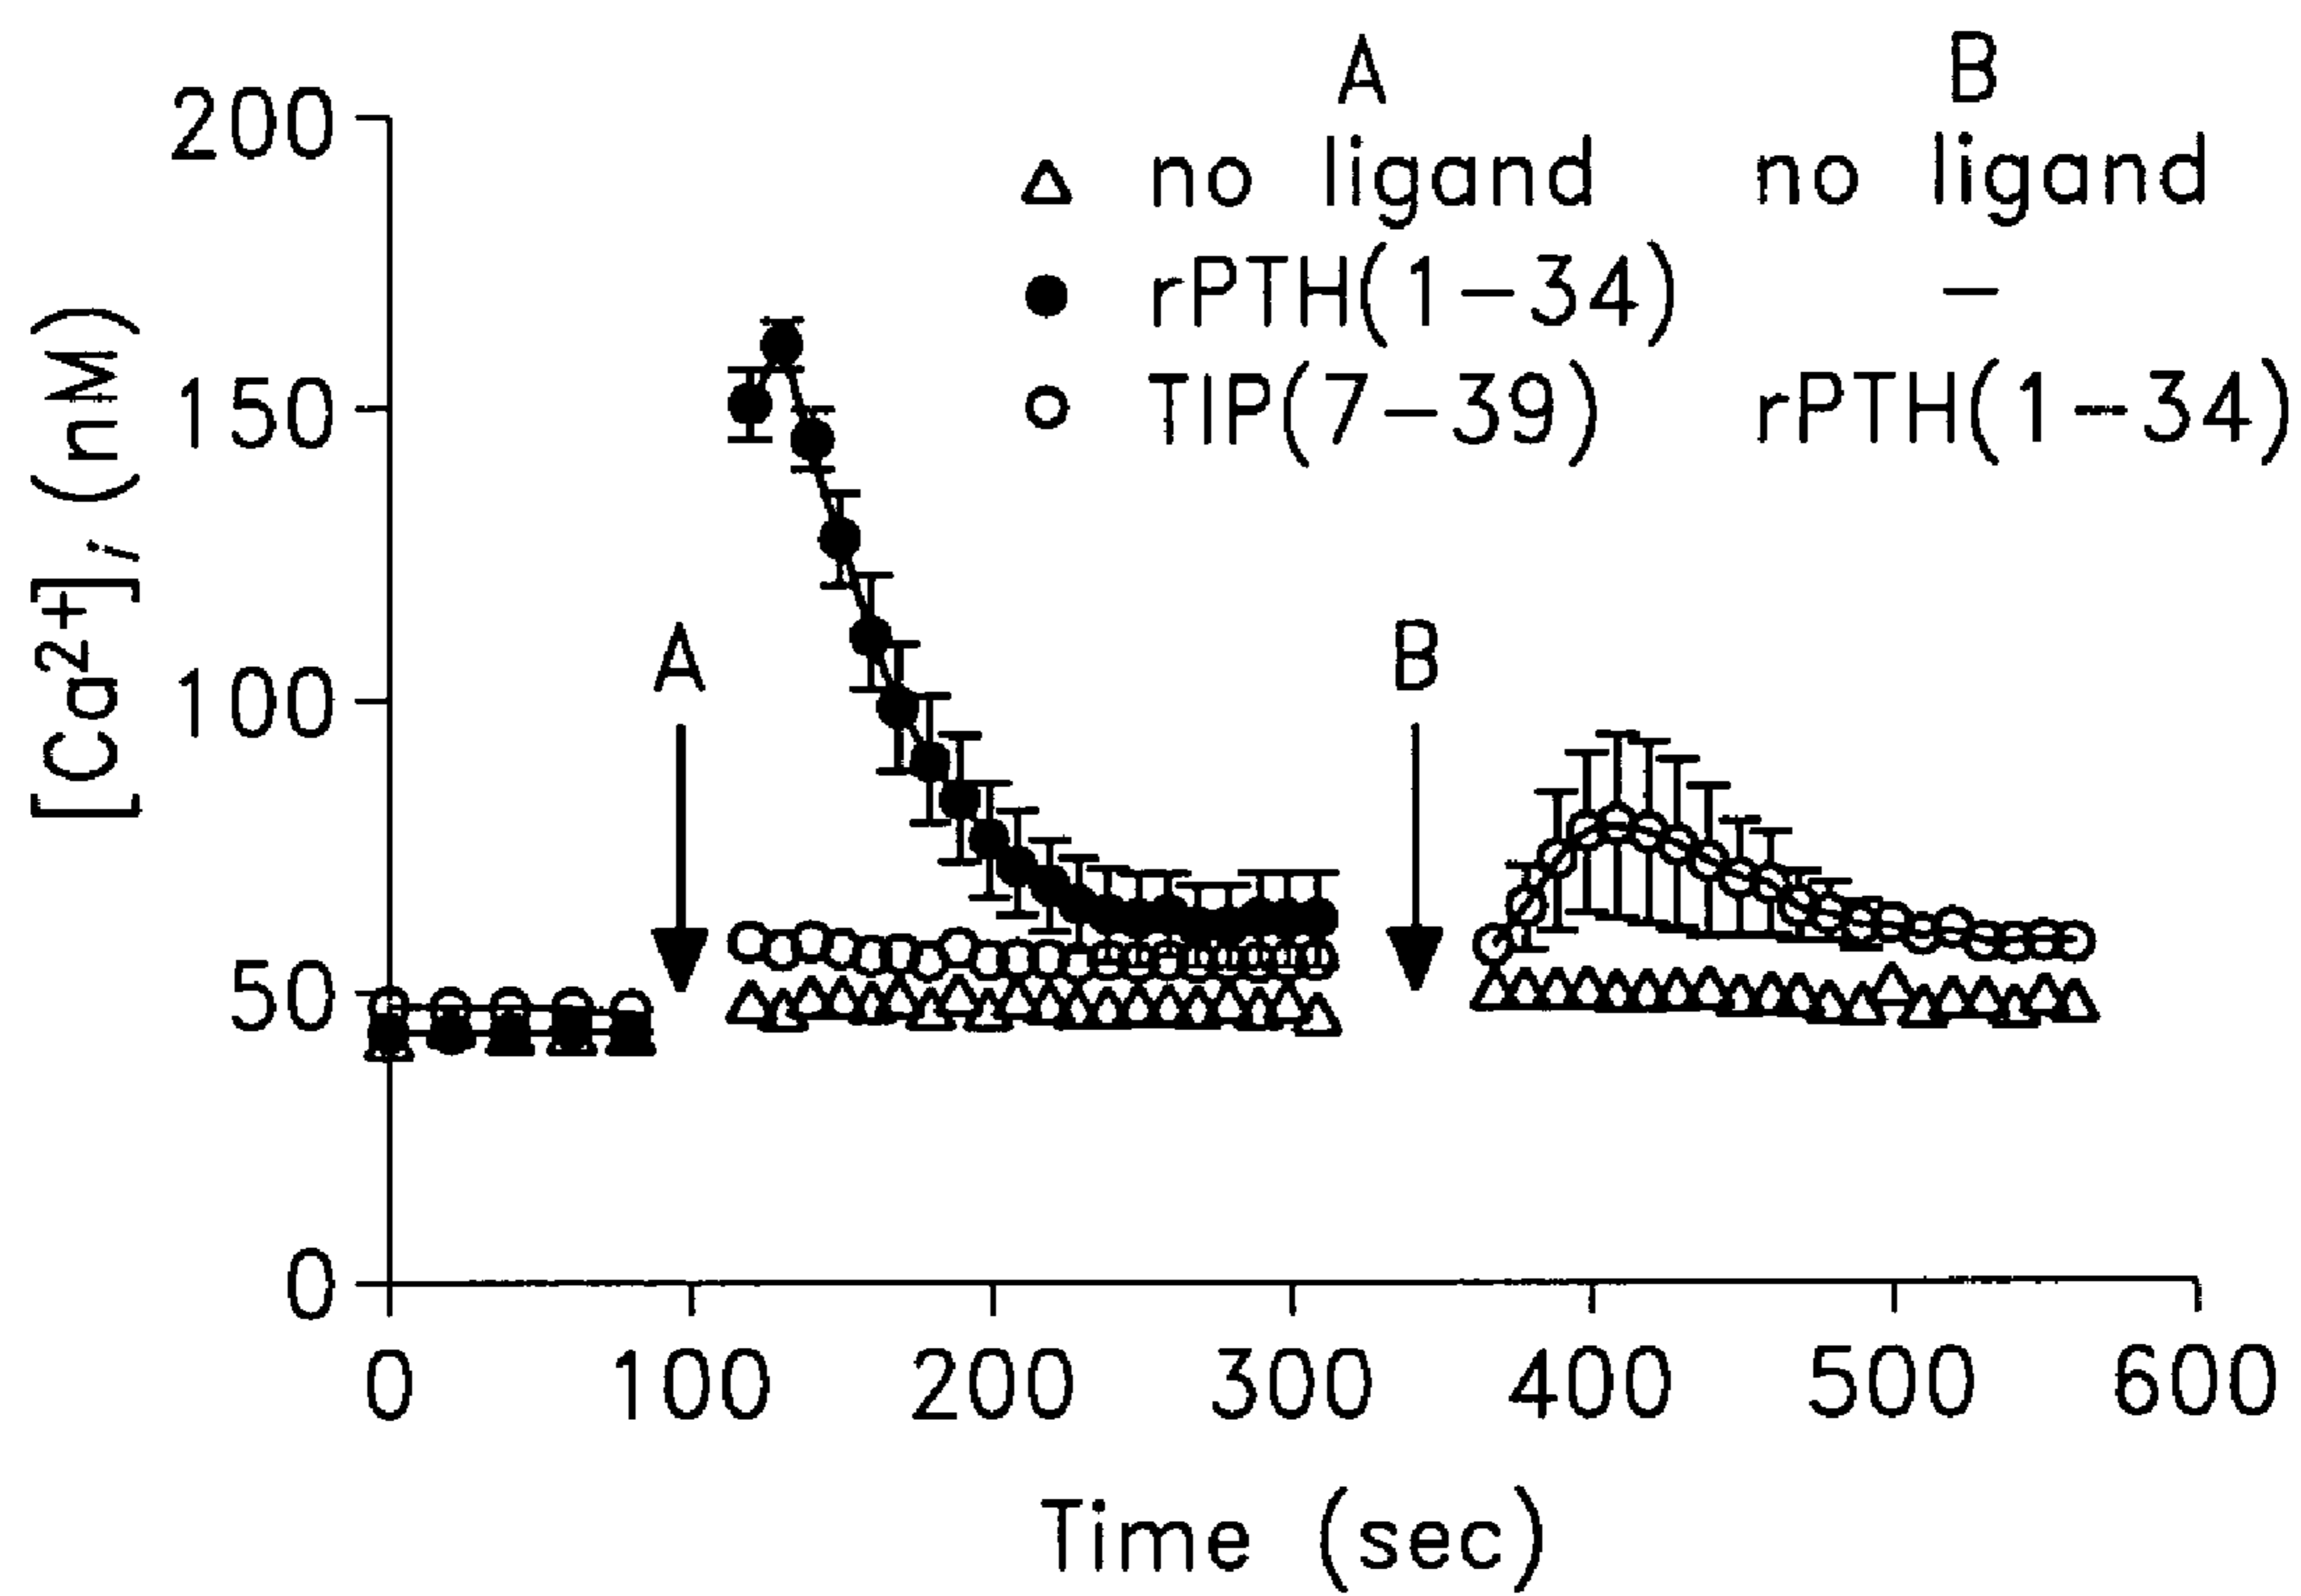 A B
△ no ligand no ligand
● rPTH(1-34) —
○ TIP(7-39) rPTH(1-34)
[Ca²⁺]ᵢ (nM)
200
150
100
50
0
A
B
0 100 200 300 400 500 600
Time (sec)